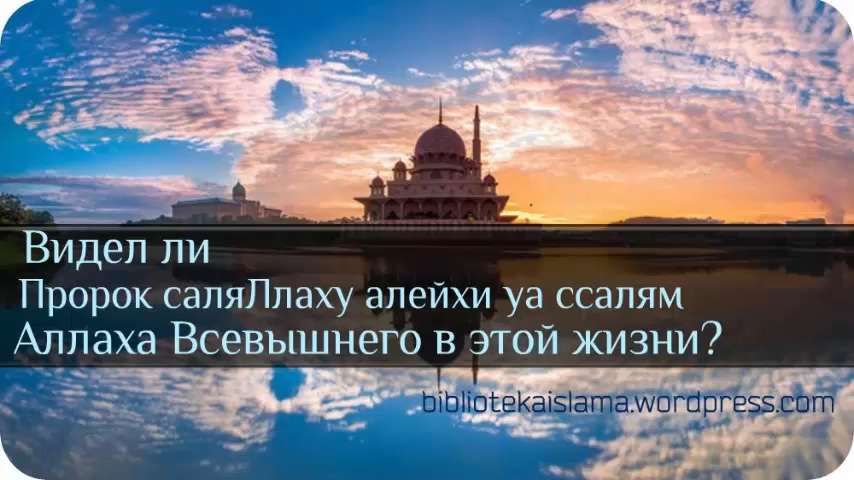 Видел ли
Пророк саляЛлаху алейхи уа ссалям
Аллаха Всевышнего в этой жизни?
bibliotekaislama.wordpress.com